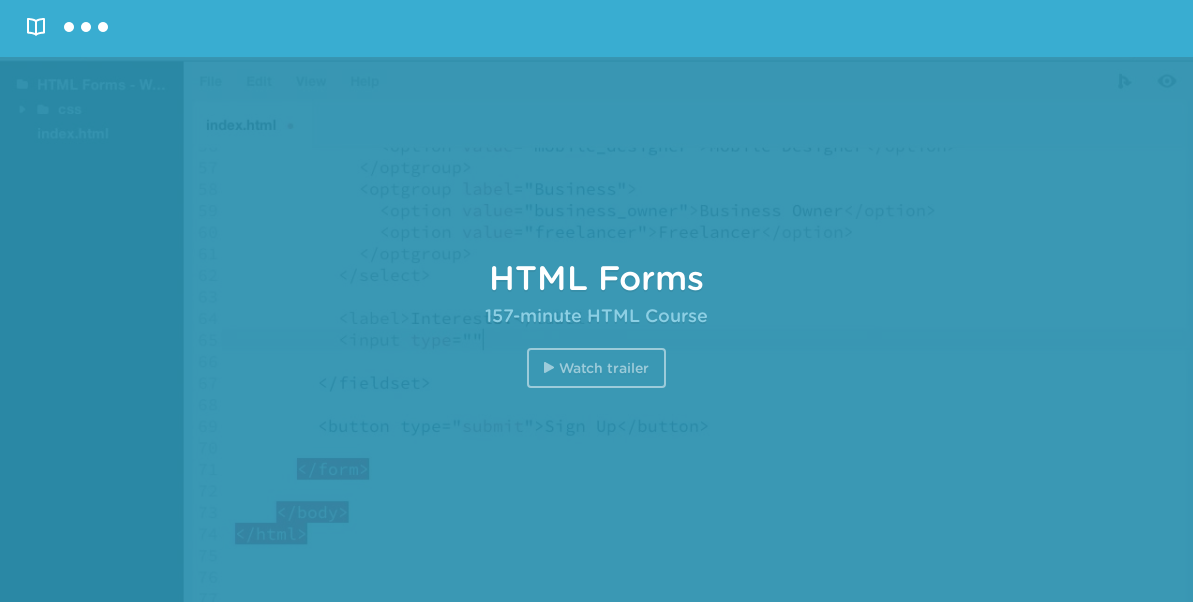 HTML Forms - W...
css
index.html
File Edit View Help
index.html
<option value="mobile_designer">Mobile Designer</option>
57 </optgroup>
58 <optgroup label="Business">
59 <option value="business_owner">Business Owner</option>
60 <option value="freelancer">Freelancer</option>
61 </optgroup>
62 </select>
63
HTML Forms
64 <label>
157-minute HTML Course
65 <input type=""
66
Watch trailer
67 </fieldset>
68
69 <button type="submit">Sign Up</button>
70
71 </form>
72
73 </body>
74 </html>
75
76
77